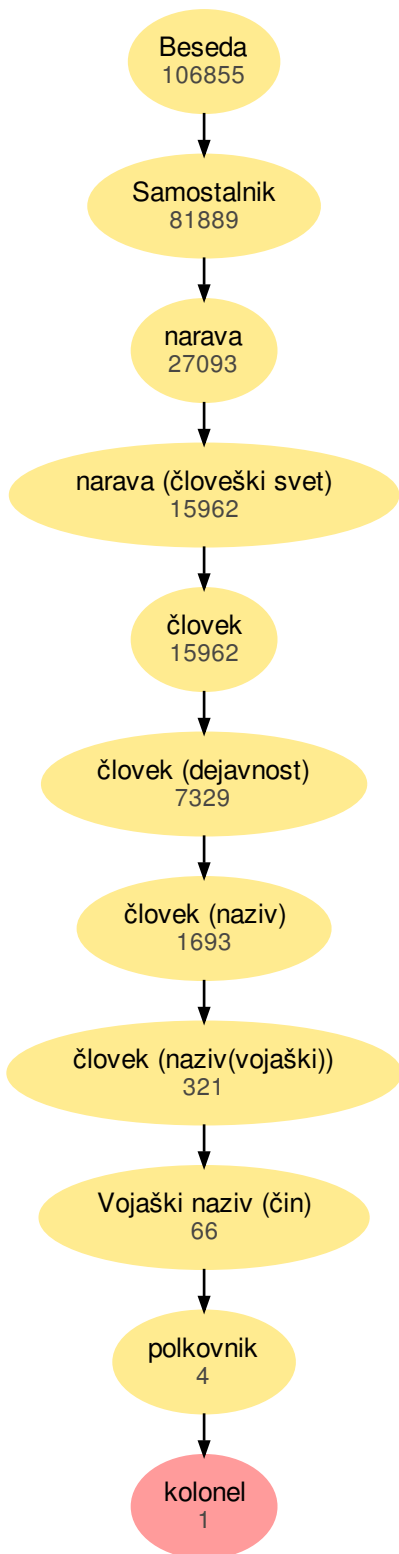 Beseda
106855
Samostalnik
81889
narava
27093
narava (človeški svet)
15962
človek
15962
človek (dejavnost)
7329
človek (naziv)
1693
človek (naziv(vojaški))
321
Vojaški naziv (čin)
66
polkovnik
4
kolonel
1